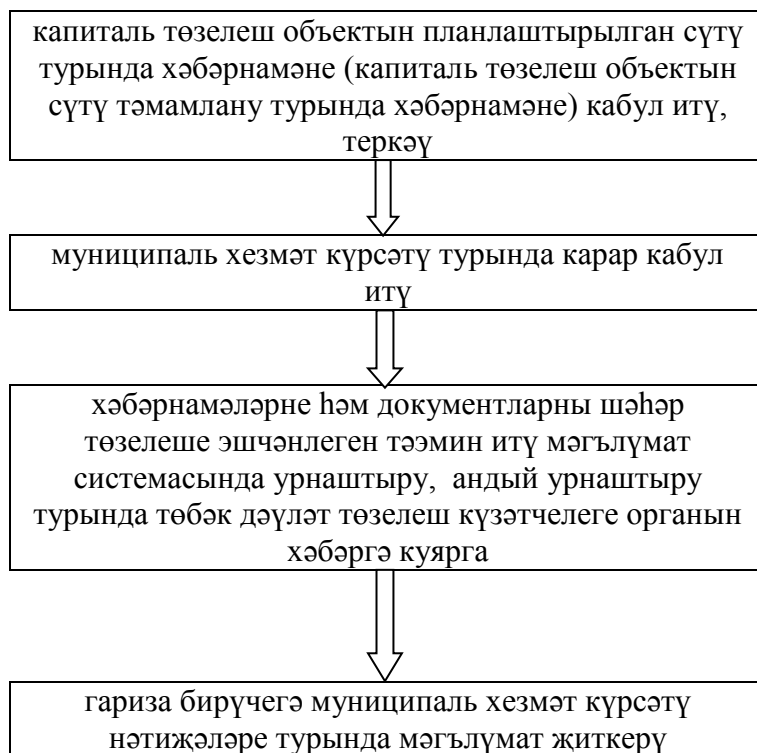 капиталь төзелеш объектын планлаштырылган сүтү
турында хәбәрнамәне (капиталь төзелеш объектын
сүтү тәмамлану турында хәбәрнамәне) кабул итү,
теркәү
муниципаль хезмәт күрсәтү турында карар кабул
итү
хәбәрнамәләрне һәм документларны шәһәр
төзелеше эшчәнлеген тәэмин итү мәгълүмат
системасында урнаштыру, андый урнаштыру
турында төбәк дәүләт төзелеш күзәтчелеге органын
хәбәргә куярга
гариза бирүчегә муниципаль хезмәт күрсәтү
нәтиҗәләре турында мәгълүмат җиткерү